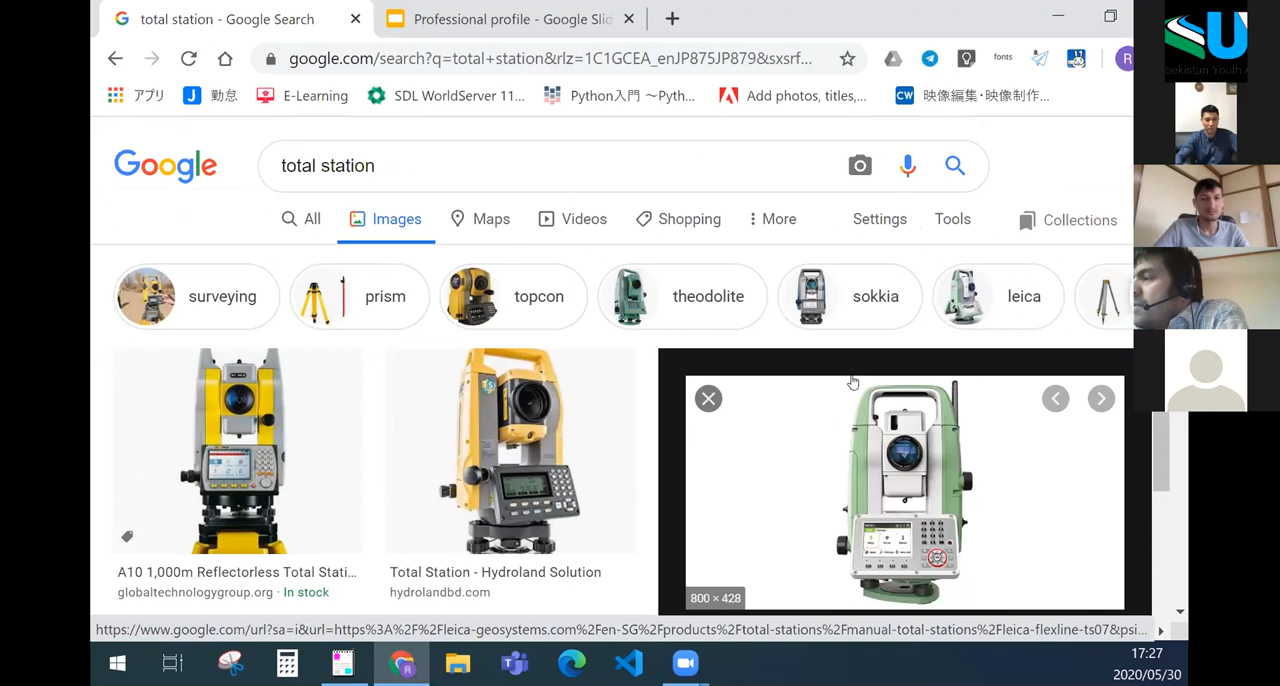 total station - Google Search
Professional profile - Google Slid
google.com/search?q=total+station&rlz=1C1GCEA_enJP875JP879&sxsrf...
fonts
R
アプリ
J 勤怠
E-Learning
SDL WorldServer 11...
Python入門 ～Pyth...
Add photos, titles,...
CW 映像編集・映像制作...
U
bekistan Youth A
Google
total station
All
Images
Maps
Videos
Shopping
More
Settings
Tools
Collections
surveying
prism
topcon
theodolite
sokkia
leica
800 × 428
A10 1,000m Reflectorless Total Stati...
globaltechnologygroup.org · In stock
Total Station - Hydroland Solution
hydrolandbd.com
https://www.google.com/url?sa=i&url=https%3A%2F%2Fleica-geosystems.com%2Fen-SG%2Fproducts%2Ftotal-stations%2Fmanual-total-stations%2Fleica-flexline-ts07&psi...
17:27
2020/05/30